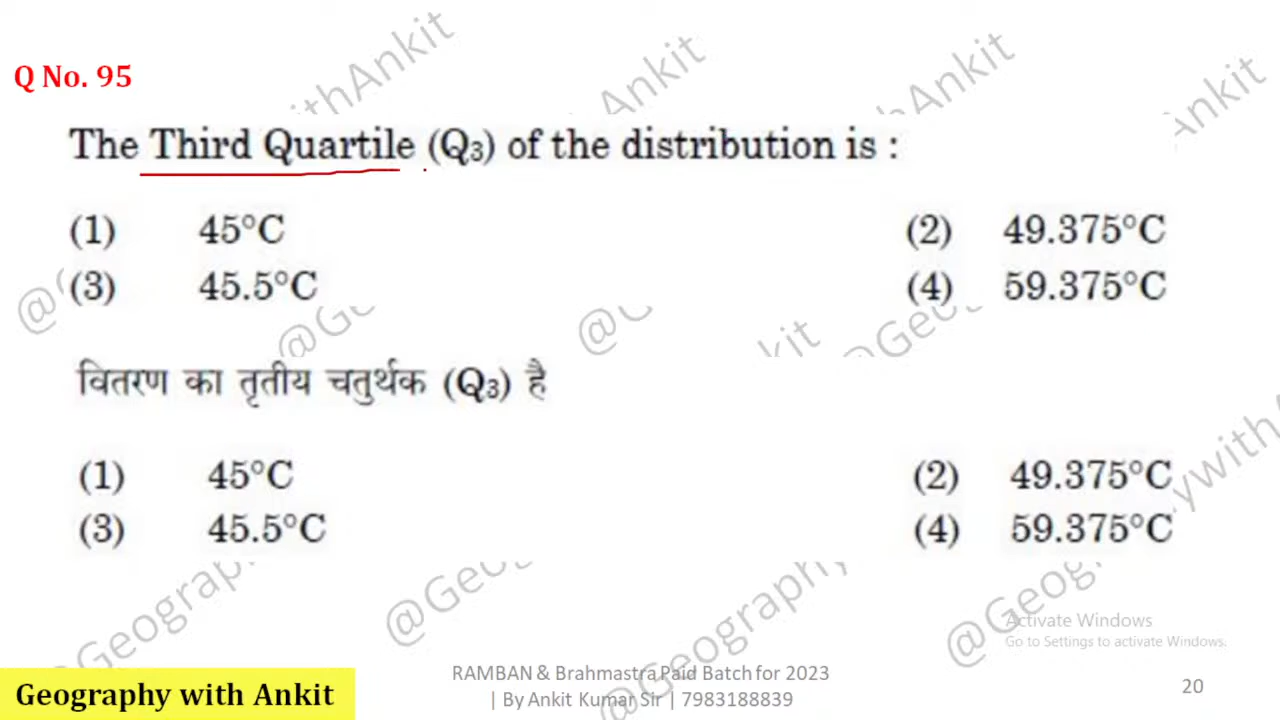 Q No. 95
The Third Quartile (Q3) of the distribution is :
(1) 45°C (2) 49.375°C
(3) 45.5°C (4) 59.375°C
वितरण का तृतीय चतुर्थक (Q3) है
(1) 45°C (2) 49.375°C
(3) 45.5°C (4) 59.375°C
Activate Windows
Go to Settings to activate Windows.
RAMBAN & Brahmastra Paid Batch for 2023
| By Ankit Kumar Sir | 7983188839
20
Geography with Ankit